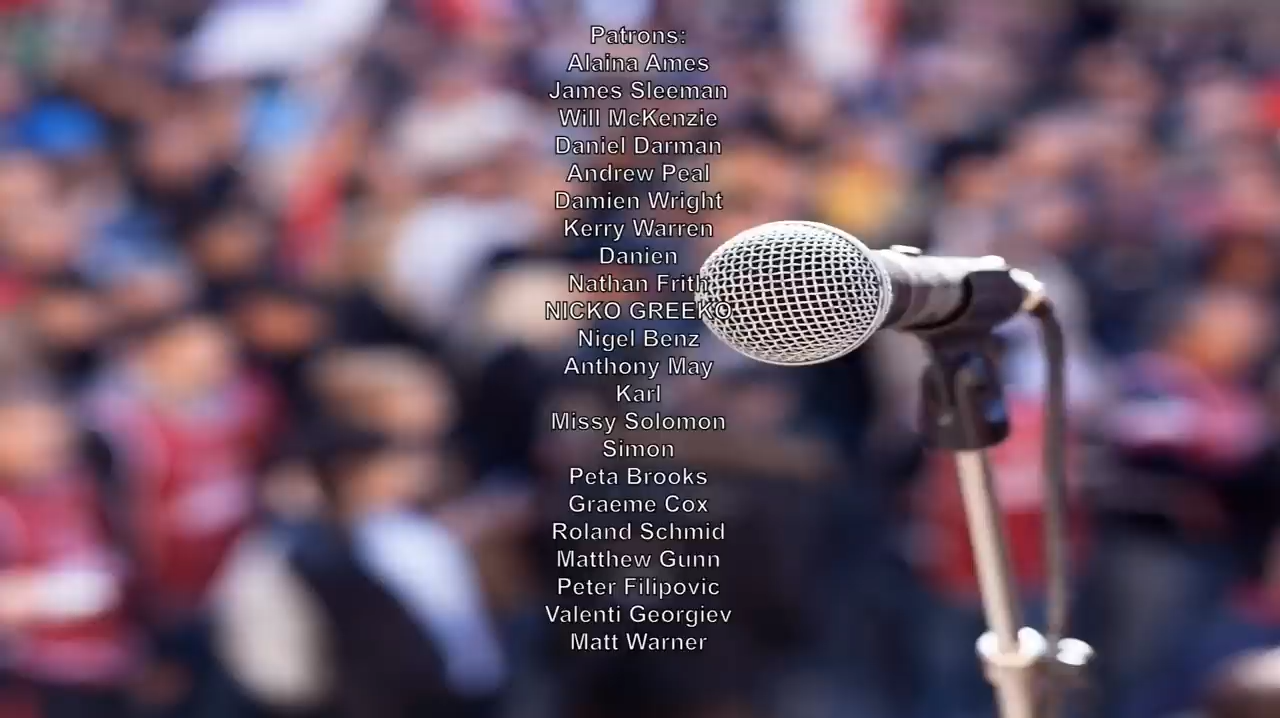 Patrons:
Alaina Ames
James Sleeman
Will McKenzie
Daniel Darman
Andrew Peal
Damien Wright
Kerry Warren
Danien
Nathan Frith
NICKO GREEKO
Nigel Benz
Anthony May
Karl
Missy Solomon
Simon
Peta Brooks
Graeme Cox
Roland Schmid
Matthew Gunn
Peter Filipovic
Valenti Georgiev
Matt Warner